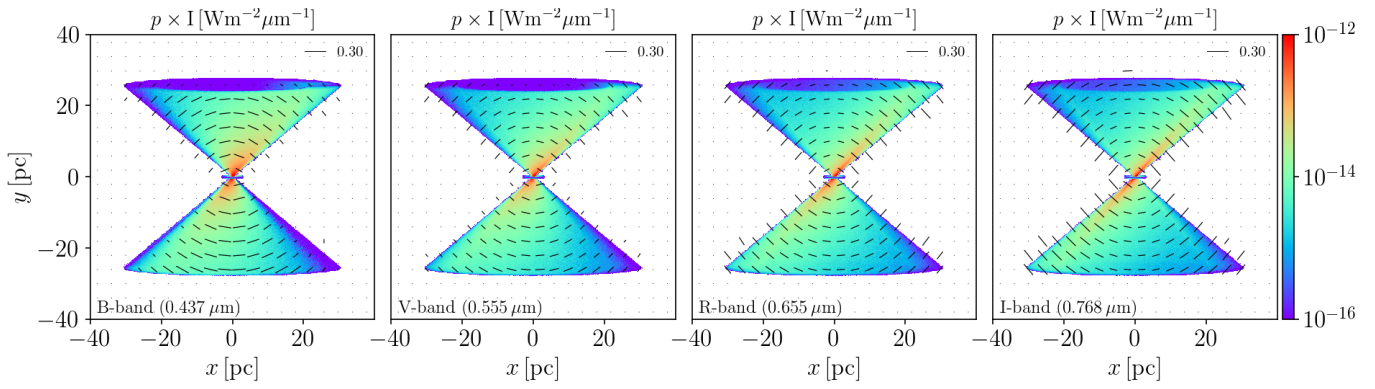 p × I [Wm⁻²μm⁻¹] p × I [Wm⁻²μm⁻¹] p × I [Wm⁻²μm⁻¹] p × I [Wm⁻²μm⁻¹]
40 0.30 0.30 0.30 0.30 10⁻¹²
20
y [pc] 0 10⁻¹⁴
−20
B-band (0.437 μm) V-band (0.555 μm) R-band (0.655 μm) I-band (0.768 μm)
−40 10⁻¹⁶
−40 −20 0 20 −40 −20 0 20 −40 −20 0 20 −40 −20 0 20
x [pc] x [pc] x [pc] x [pc]